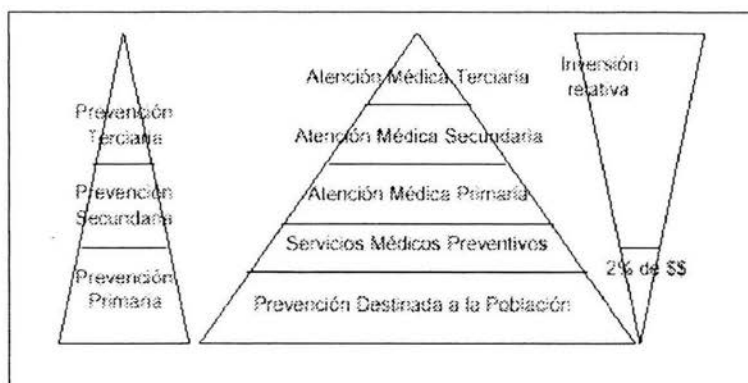 Prevención
Terciaria
Prevención
Secundaria
Prevención
Primaria
Atención Médica Terciaria
Atención Médica Secundaria
Atención Médica Primaria
Servicios Médicos Preventivos
Prevención Destinada a la Población
Inversión
relativa
2% de $$